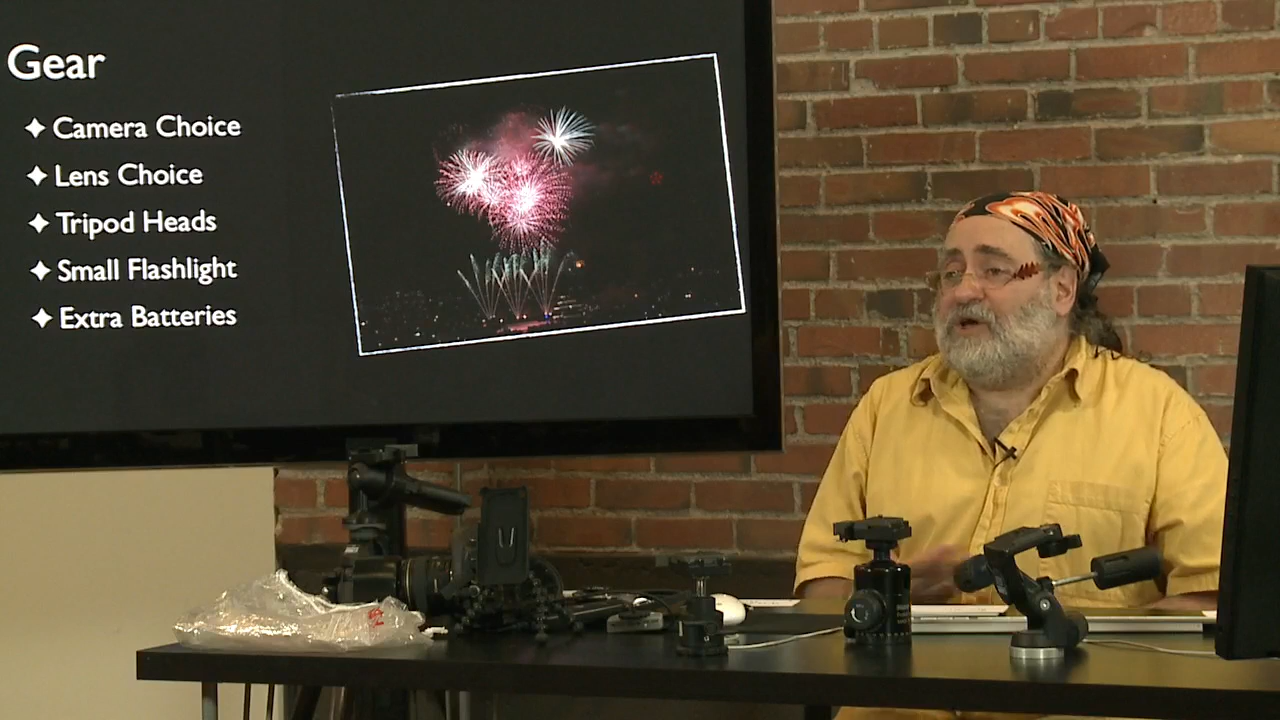 Gear
Camera Choice
Lens Choice
Tripod Heads
Small Flashlight
Extra Batteries